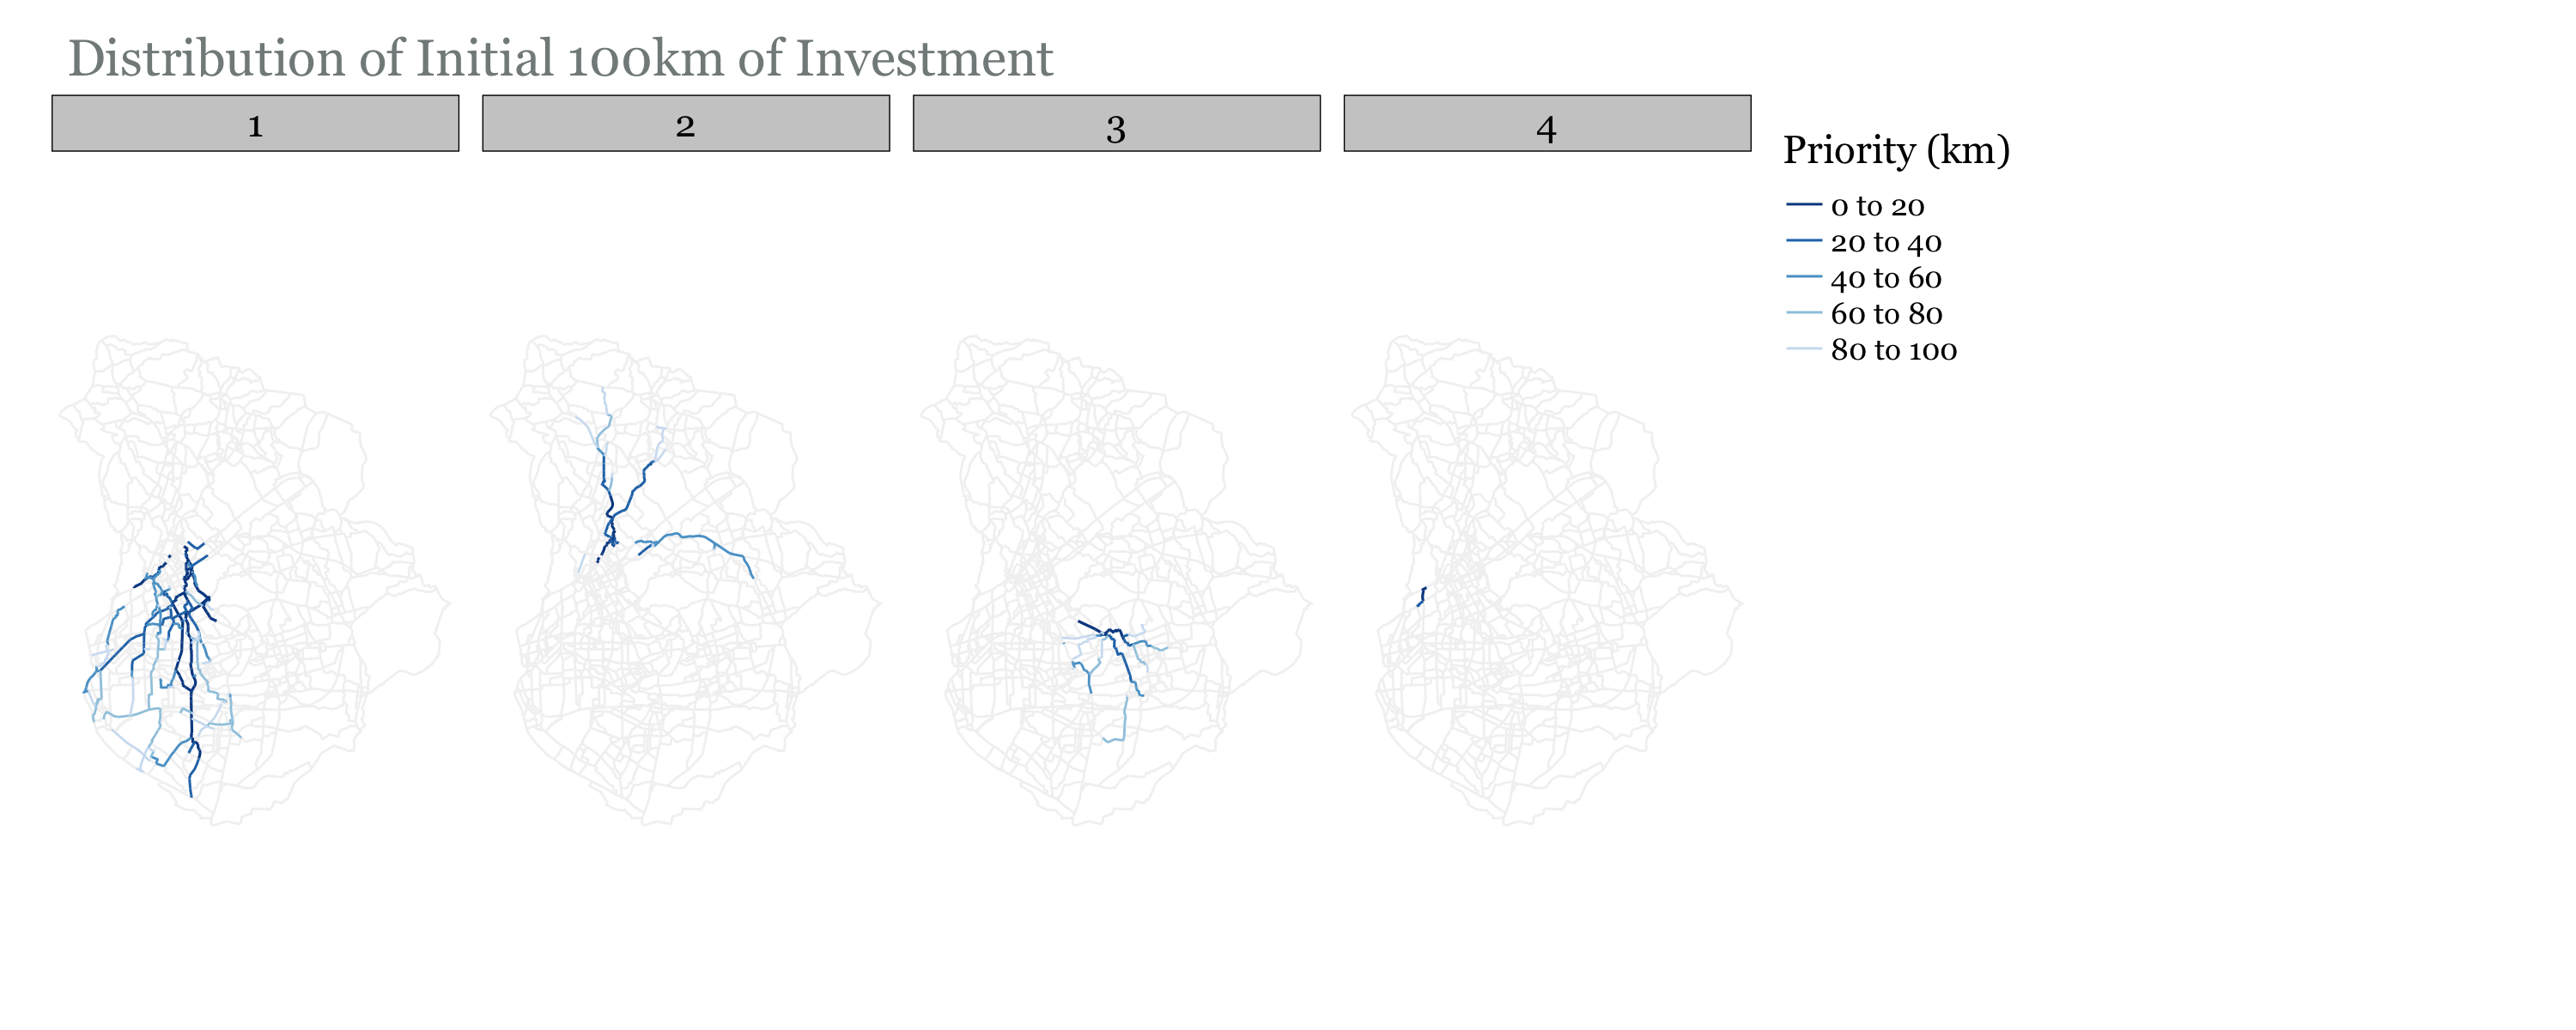 Distribution of Initial 100km of Investment
1
2
3
4
Priority (km)
0 to 20
20 to 40
40 to 60
60 to 80
80 to 100